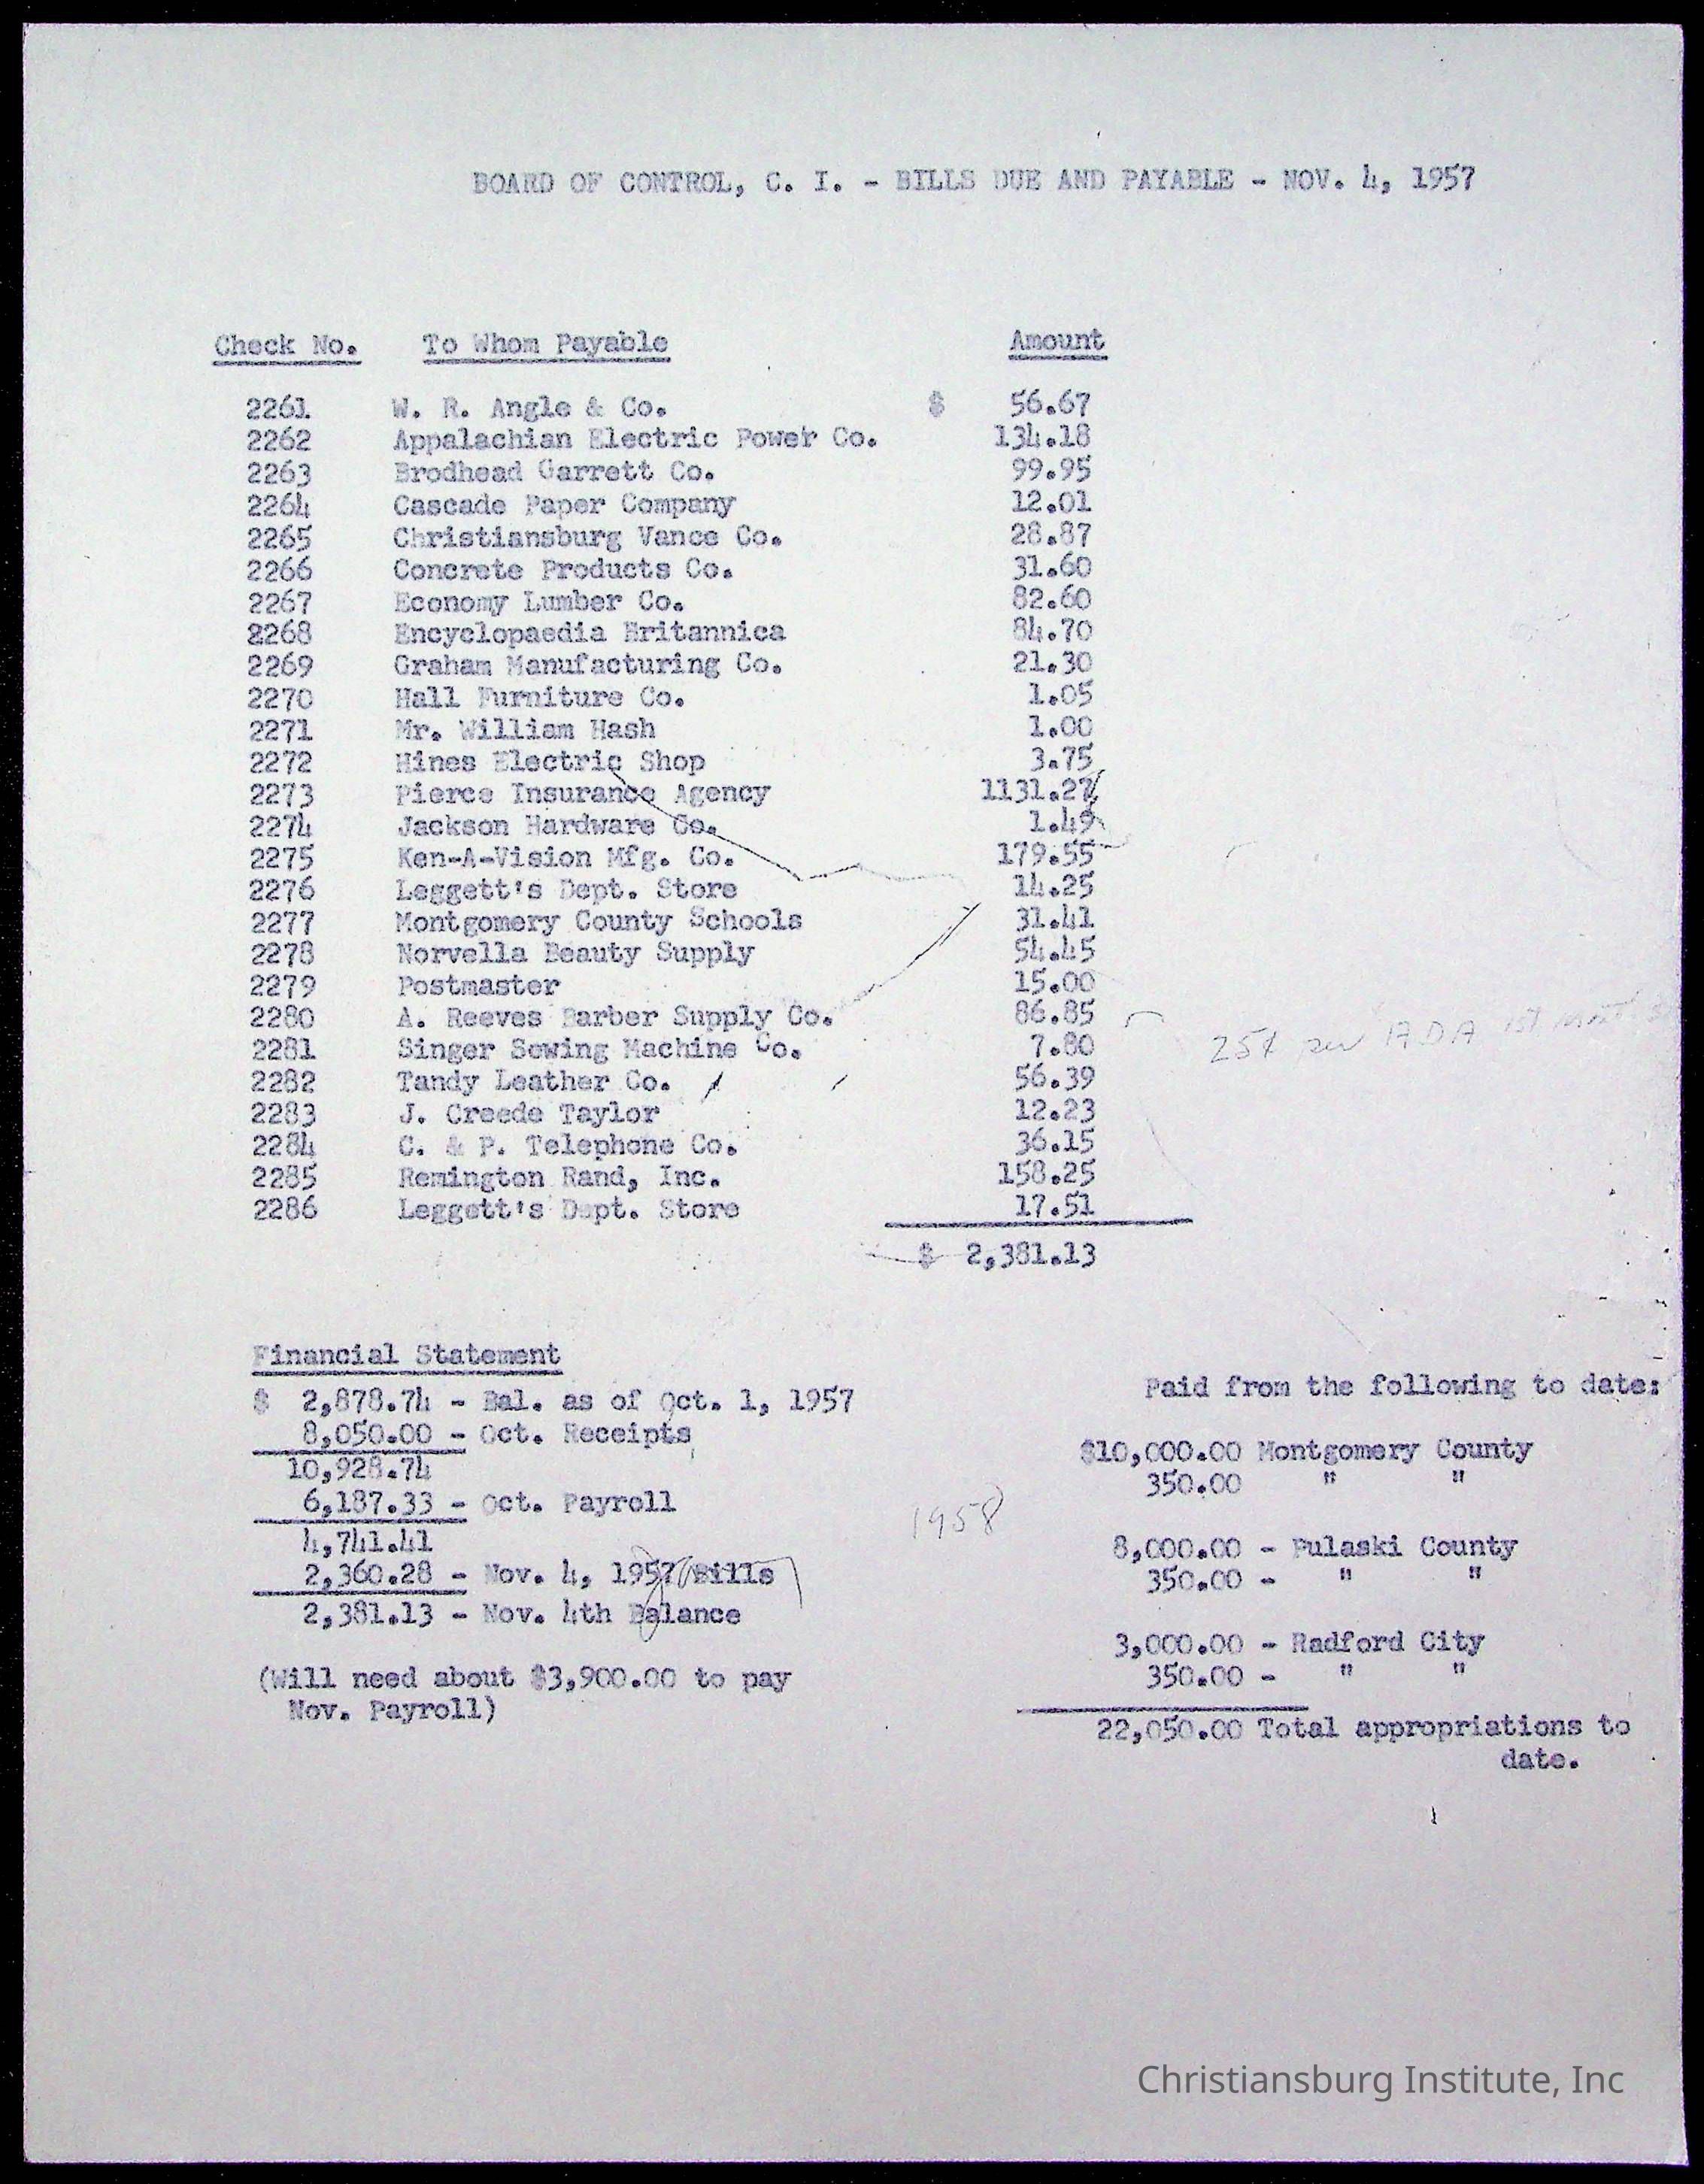 BOARD OF CONTROL, C. I. - BILLS DUE AND PAYABLE - NOV. 4, 1957
Check No. To Whom Payable Amount
2261 W. R. Angle & Co. $ 56.67
2262 Appalachian Electric Power Co. 134.18
2263 Brodhead Garrett Co. 99.95
2264 Cascade Paper Company 12.01
2265 Christiansburg Vance Co. 28.87
2266 Concrete Products Co. 31.60
2267 Economy Lumber Co. 82.60
2268 Encyclopaedia Britannica 84.70
2269 Graham Manufacturing Co. 21.30
2270 Hall Furniture Co. 1.05
2271 Mr. William Hash 1.00
2272 Hines Electric Shop 3.75
2273 Pierce Insurance Agency 1131.27
2274 Jackson Hardware Co. 1.49
2275 Ken-A-Vision Mfg. Co. 179.55
2276 Leggett's Dept. Store 14.25
2277 Montgomery County Schools 31.41
2278 Norvella Beauty Supply 54.45
2279 Postmaster 15.00
2280 A. Reeves Barber Supply Co. 86.85
2281 Singer Sewing Machine Co. 7.80
25¢ A.D.A 1st
2282 Tandy Leather Co. 56.39
2283 J. Creede Taylor 12.23
2284 C. & P. Telephone Co. 36.15
2285 Remington Rand, Inc. 158.25
2286 Leggett's Dept. Store 17.51
$ 2,381.13
Financial Statement
$ 2,878.74 - Bal. as of Oct. 1, 1957
8,050.00 - Oct. Receipts
10,928.74
6,187.33 - Oct. Payroll
4,741.41
2,360.28 - Nov. 4, 1957 Bills
2,381.13 - Nov. 4th Balance
(Will need about $3,900.00 to pay
Nov. Payroll)
1958
Paid from the following to date:
$10,000.00 Montgomery County
350.00 " "
8,000.00 - Pulaski County
350.00 - " "
3,000.00 - Radford City
350.00 - " "
22,050.00 Total appropriations to
date.
Christiansburg Institute, Inc